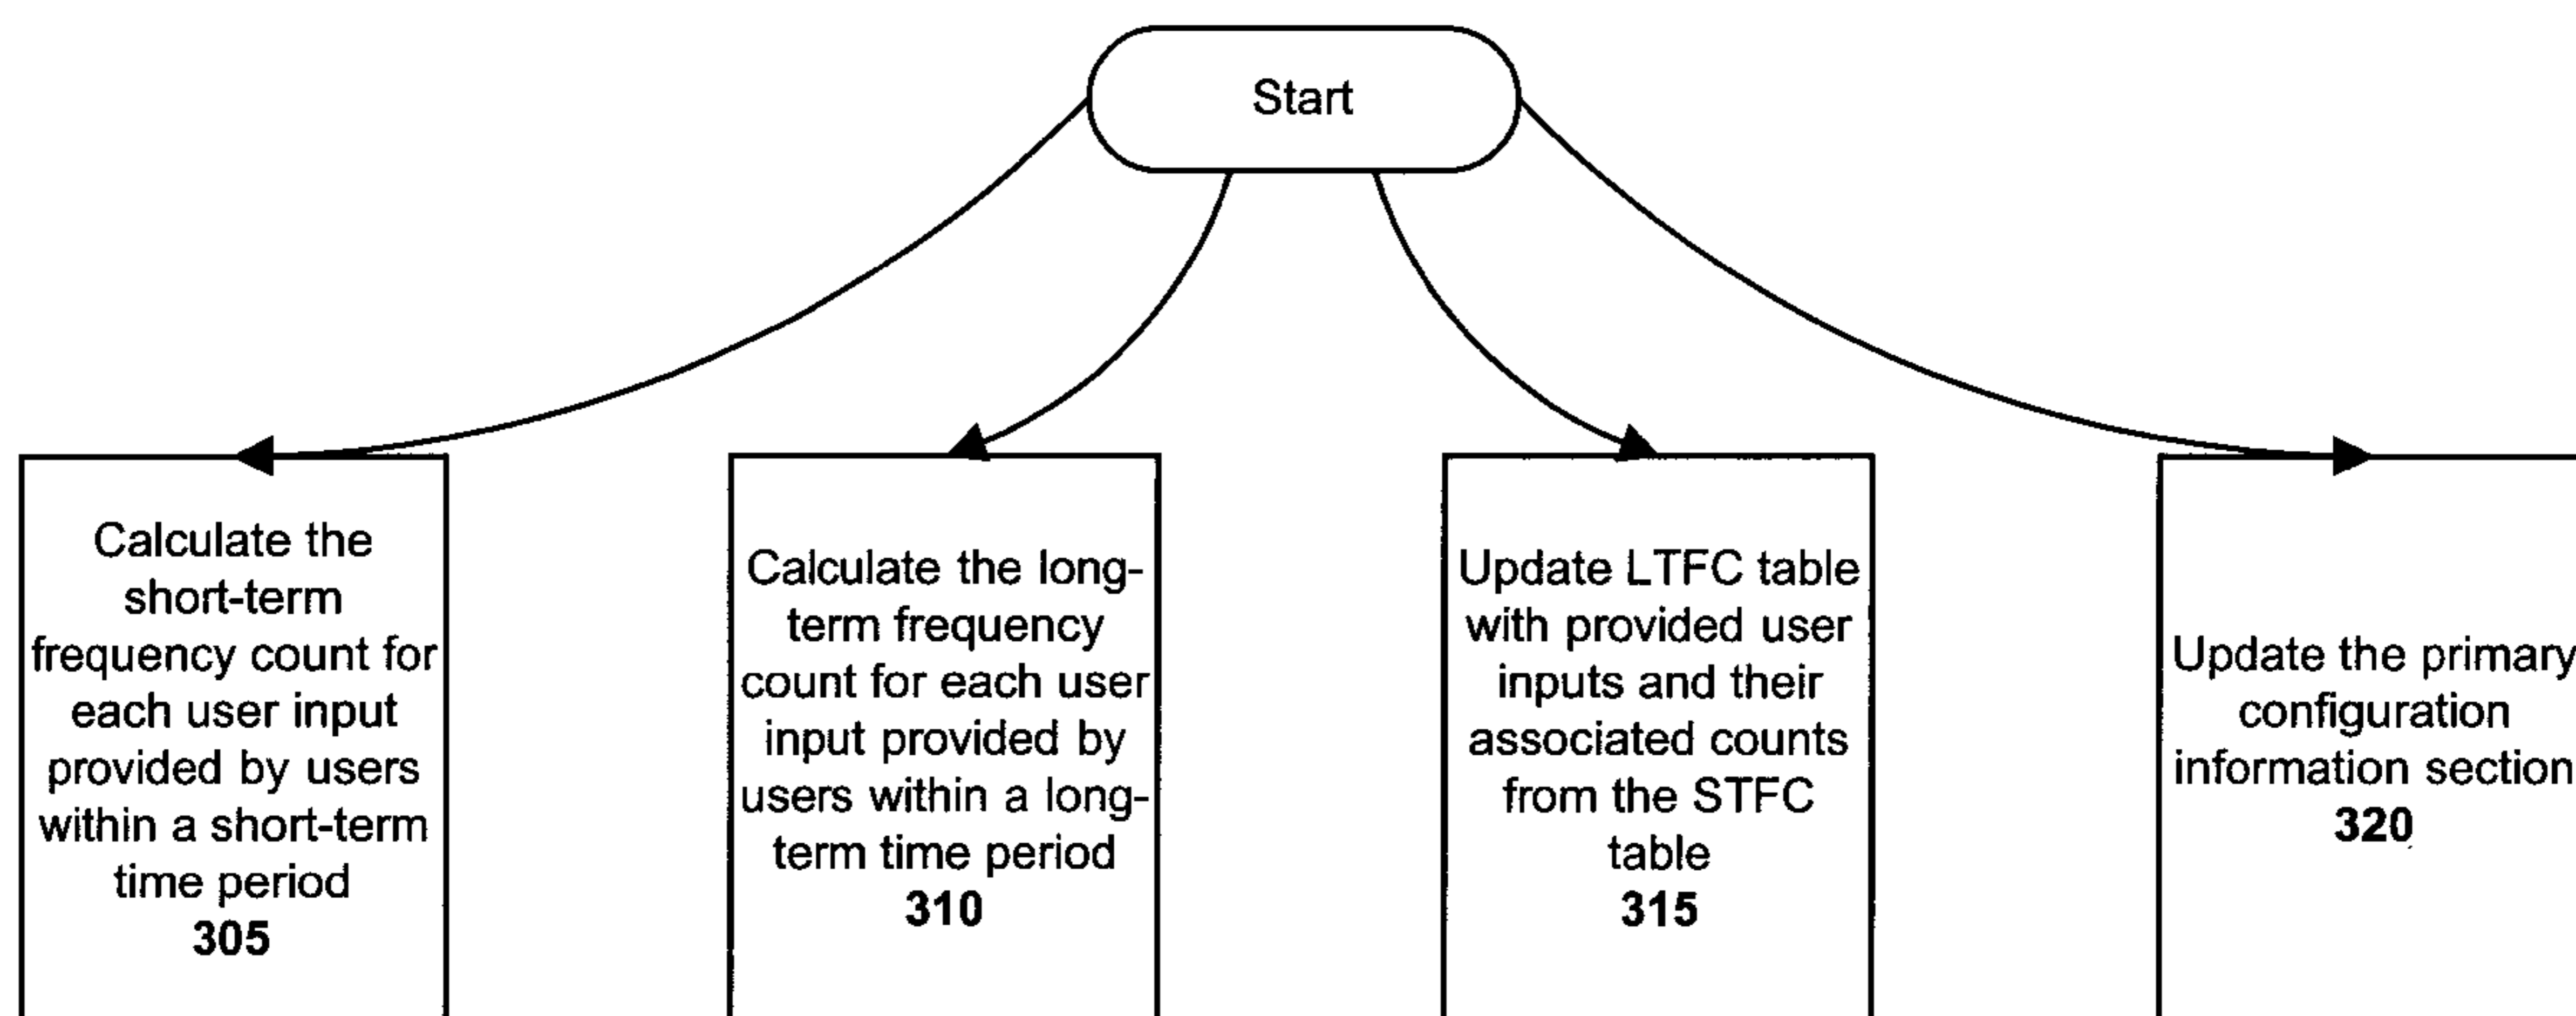 Start
Calculate the
short-term
frequency count for
each user input
provided by users
within a short-term
time period
305
Calculate the long-
term frequency
count for each user
input provided by
users within a long-
term time period
310
Update LTFC table
with provided user
inputs and their
associated counts
from the STFC
table
315
Update the primary
configuration
information section
320